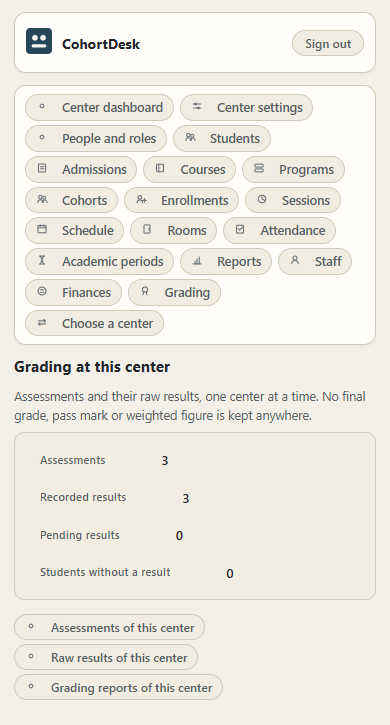 CohortDesk
Sign out
Center dashboard
Center settings
People and roles
Students
Admissions
Courses
Programs
Cohorts
Enrollments
Sessions
Schedule
Rooms
Attendance
Academic periods
Reports
Staff
Finances
Grading
Choose a center
Grading at this center
Assessments and their raw results, one center at a time. No final
grade, pass mark or weighted figure is kept anywhere.
Assessments 3
Recorded results 3
Pending results 0
Students without a result 0
Assessments of this center
Raw results of this center
Grading reports of this center